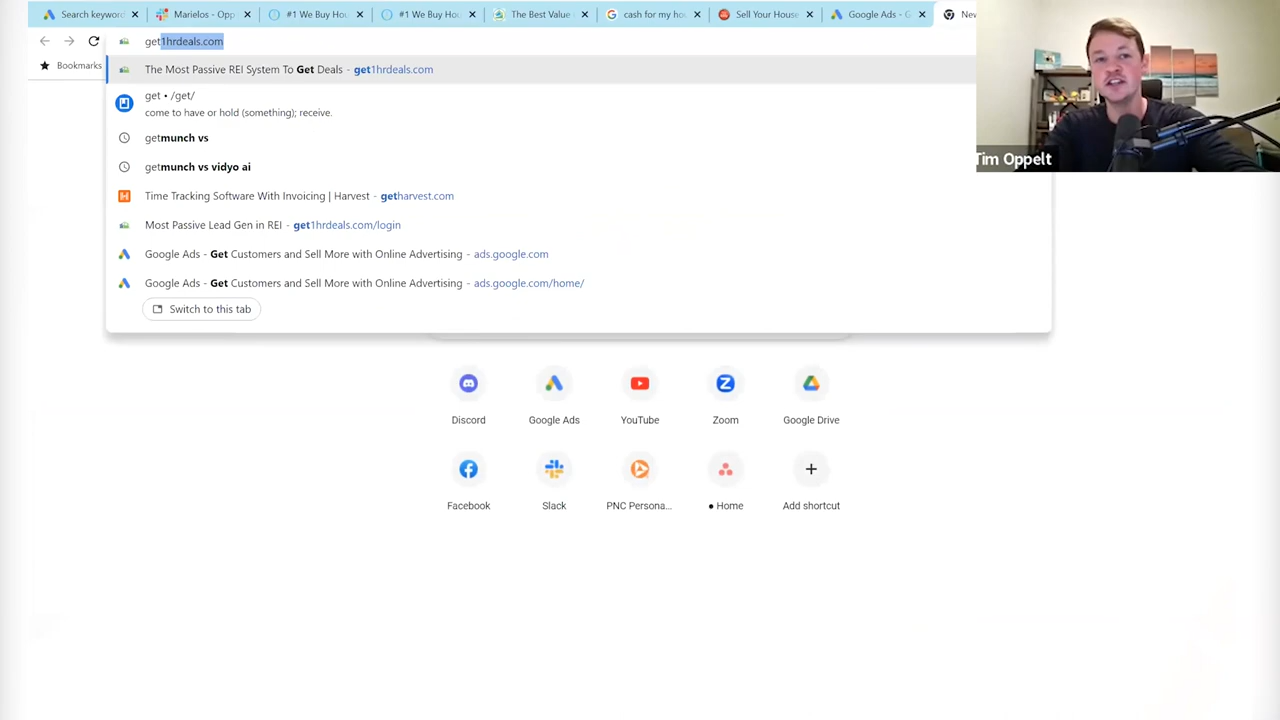 Search keyword
Marielos - Opp
#1 We Buy Hou
#1 We Buy Hou
The Best Value
cash for my hou
Sell Your House
Google Ads - G
New
get1hrdeals.com
Bookmarks
The Most Passive REI System To Get Deals - get1hrdeals.com
get • /get/
come to have or hold (something); receive.
getmunch vs
getmunch vs vidyo ai
Time Tracking Software With Invoicing | Harvest - getharvest.com
Most Passive Lead Gen in REI - get1hrdeals.com/login
Google Ads - Get Customers and Sell More with Online Advertising - ads.google.com
Google Ads - Get Customers and Sell More with Online Advertising - ads.google.com/home/
Switch to this tab
Tim Oppelt
Discord
Google Ads
YouTube
Zoom
Google Drive
Facebook
Slack
PNC Persona...
• Home
Add shortcut